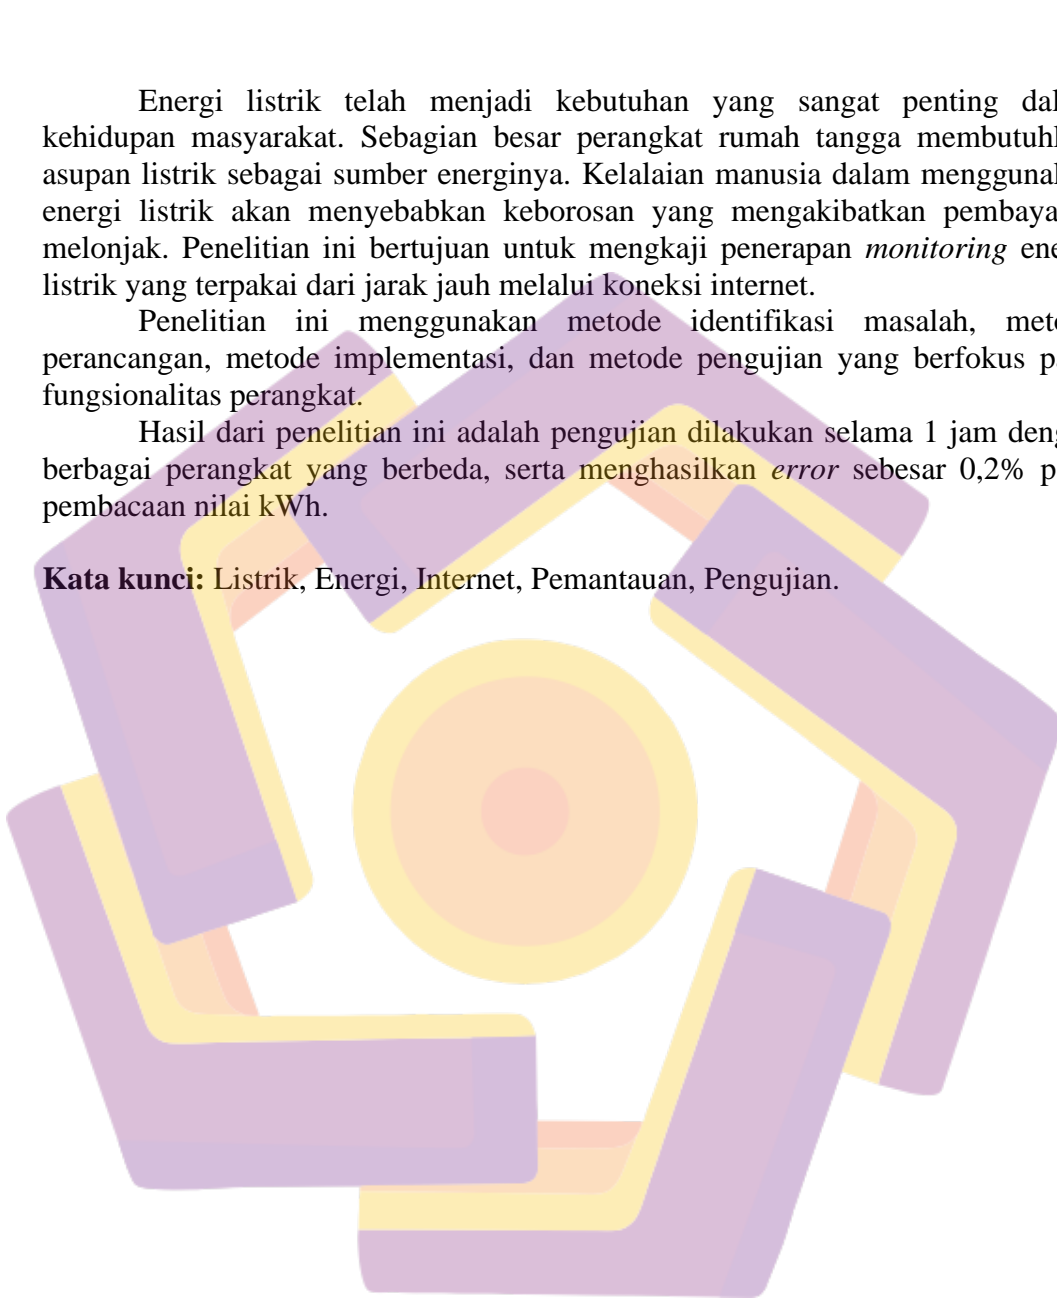 Energi listrik telah menjadi kebutuhan yang sangat penting dal
kehidupan masyarakat. Sebagian besar perangkat rumah tangga membutuh
asupan listrik sebagai sumber energinya. Kelalaian manusia dalam mengguna
energi listrik akan menyebabkan keborosan yang mengakibatkan pembaya
melonjak. Penelitian ini bertujuan untuk mengkaji penerapan monitoring ene
listrik yang terpakai dari jarak jauh melalui koneksi internet.
Penelitian ini menggunakan metode identifikasi masalah, meto
perancangan, metode implementasi, dan metode pengujian yang berfokus p
fungsionalitas perangkat.
Hasil dari penelitian ini adalah pengujian dilakukan selama 1 jam deng
berbagai perangkat yang berbeda, serta menghasilkan error sebesar 0,2% p
pembacaan nilai kWh.
Kata kunci: Listrik, Energi, Internet, Pemantauan, Pengujian.